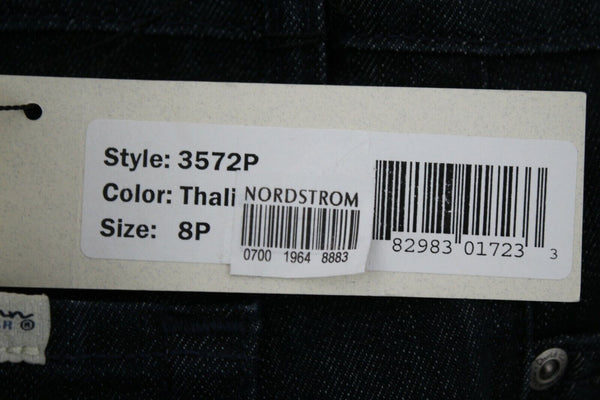 Style: 3572P
Color: Thali
Size: 8P
NORDSTROM
0700 1964 8883
82983 01723 3
R®